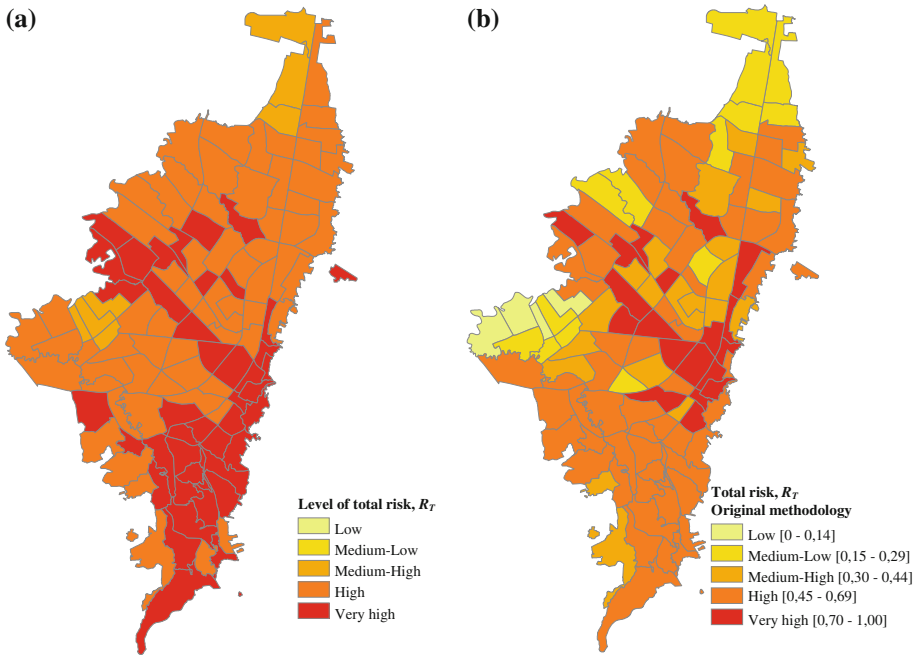 (a)
(b)
Level of total risk, R_T
Low
Medium-Low
Medium-High
High
Very high
Total risk, R_T
Original methodology
Low [0 - 0,14]
Medium-Low [0,15 - 0,29]
Medium-High [0,30 - 0,44]
High [0,45 - 0,69]
Very high [0,70 - 1,00]